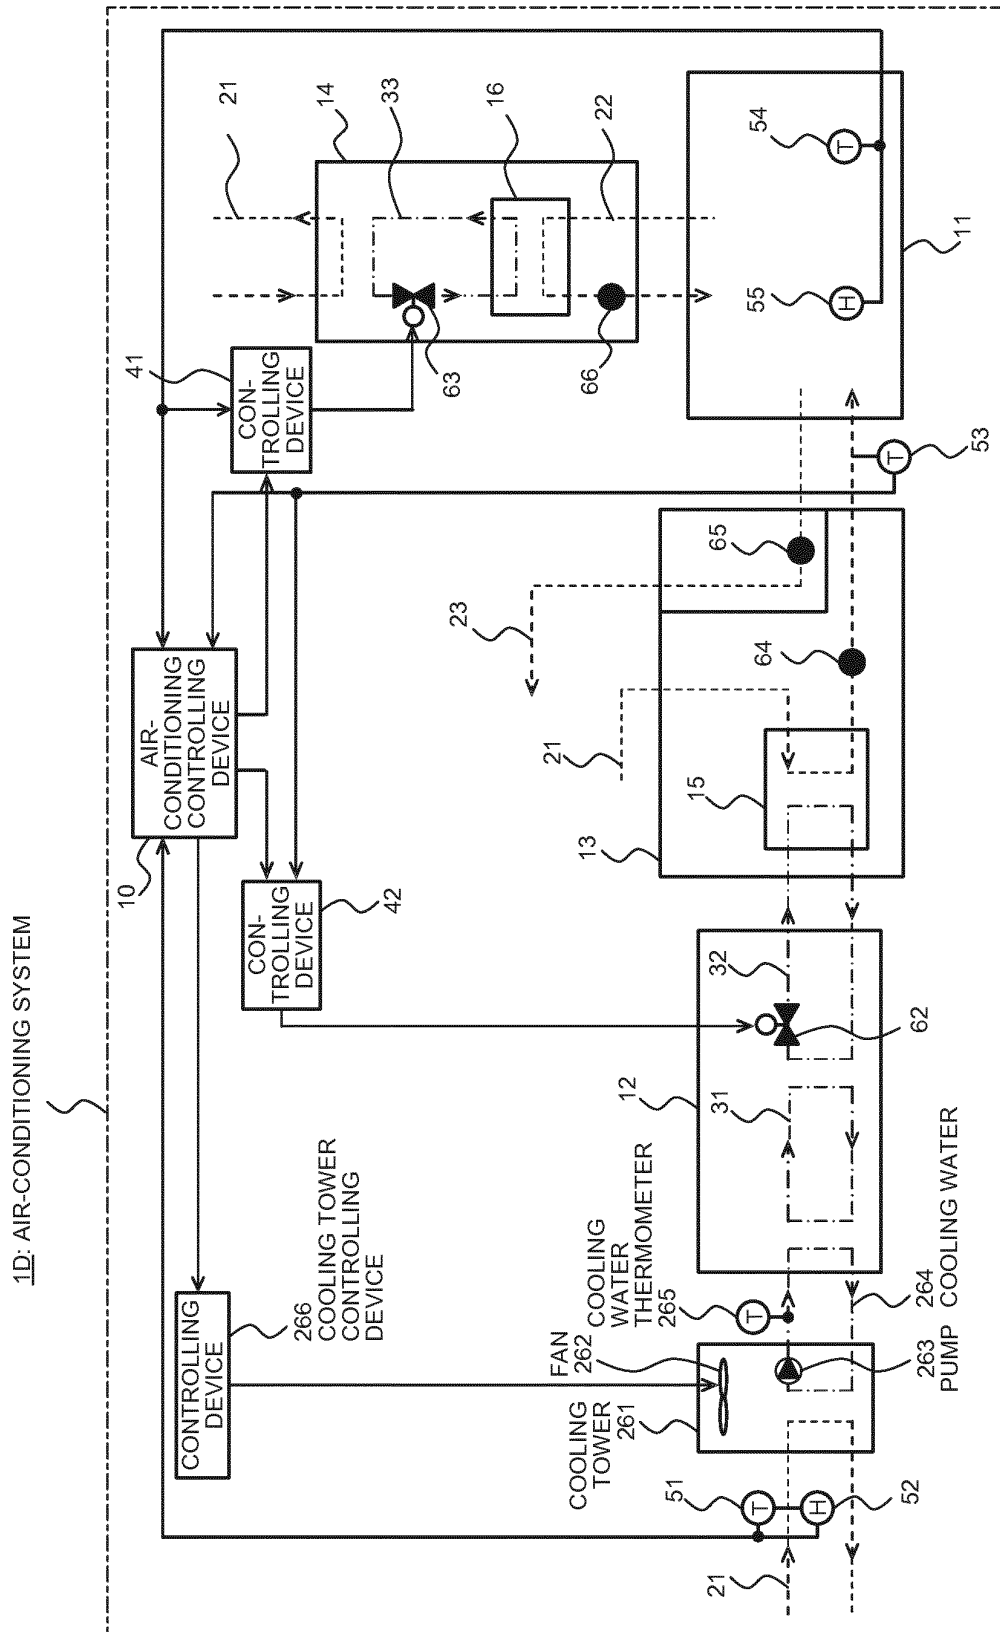 1D: AIR-CONDITIONING SYSTEM
CONTROLLING
DEVICE
266
COOLING TOWER
CONTROLLING
DEVICE
10
AIR-
CONDITIONING
CONTROLLING
DEVICE
41
CON-
TROLLING
DEVICE
CON-
TROLLING
DEVICE
42
21
14
33
16
22
63
66
54
T
55
H
11
53
T
65
64
23
21
15
13
12
32
31
62
COOLING
WATER
THERMOMETER
265
T
FAN
262
COOLING
TOWER
261
264 COOLING WATER
263
PUMP
51
T
H
52
21